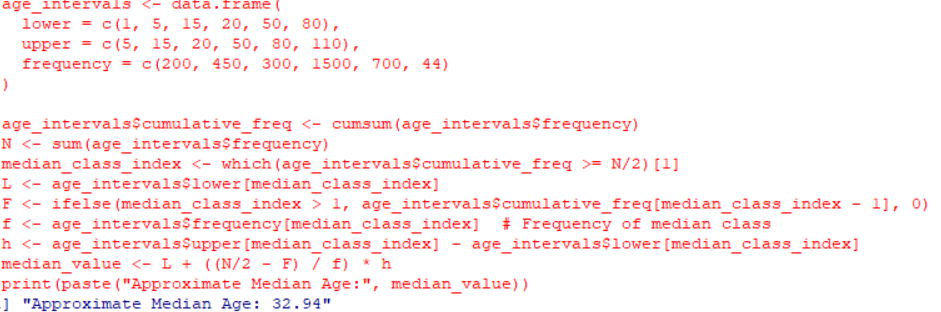 age_intervals <- data.frame(
  lower = c(1, 5, 15, 20, 50, 80),
  upper = c(5, 15, 20, 50, 80, 110),
  frequency = c(200, 450, 300, 1500, 700, 44)
)
age_intervals$cumulative_freq <- cumsum(age_intervals$frequency)
N <- sum(age_intervals$frequency)
median_class_index <- which(age_intervals$cumulative_freq >= N/2)[1]
L <- age_intervals$lower[median_class_index]
F <- ifelse(median_class_index > 1, age_intervals$cumulative_freq[median_class_index - 1], 0)
f <- age_intervals$frequency[median_class_index]  # Frequency of median class
h <- age_intervals$upper[median_class_index] - age_intervals$lower[median_class_index]
median_value <- L + ((N/2 - F) / f) * h
print(paste("Approximate Median Age:", median_value))
] "Approximate Median Age: 32.94"